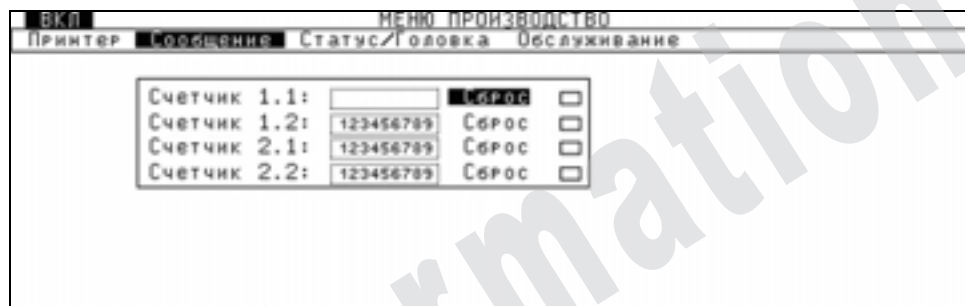 ВКЛ МЕНЮ ПРОИЗВОДСТВО
Принтер Сообщение Статус/Головка Обслуживание
Счетчик 1.1: Сброс
Счетчик 1.2: 123456789 Сброс
Счетчик 2.1: 123456789 Сброс
Счетчик 2.2: 123456789 Сброс
rmation